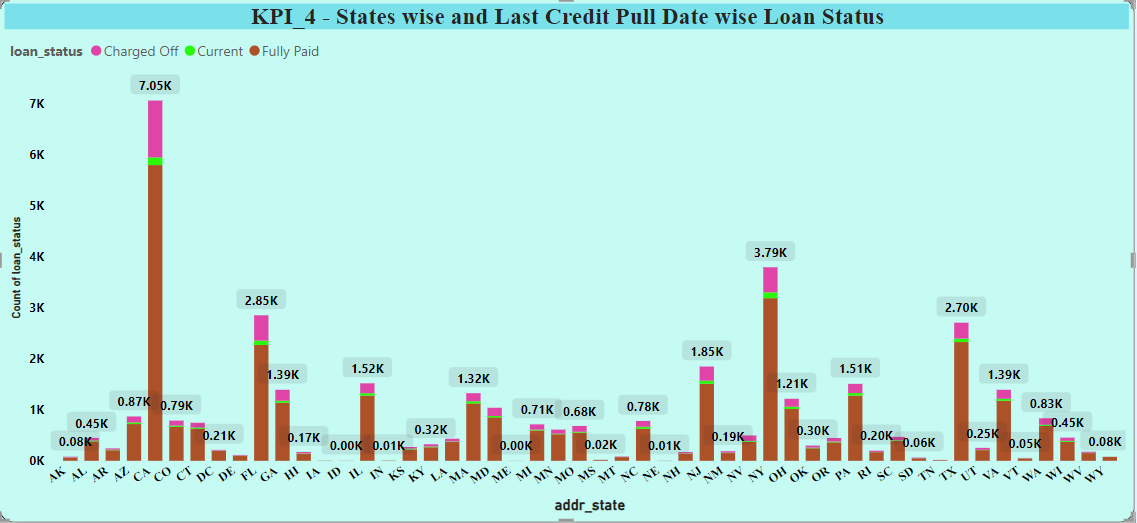 KPI_4 - States wise and Last Credit Pull Date wise Loan Status
loan_status Charged Off Current Fully Paid
7K
6K
5K
4K
3K
2K
1K
0K
Count of loan_status
0.08K
0.45K
0.87K
7.05K
0.79K
0.21K
2.85K
1.39K
0.17K
0.00K
1.52K
0.01K
0.32K
1.32K
0.00K
0.71K
0.68K
0.02K
0.78K
0.01K
1.85K
0.19K
3.79K
1.21K
0.30K
1.51K
0.20K
0.06K
2.70K
0.25K
1.39K
0.05K
0.83K
0.45K
0.08K
AK AL AR AZ CA CO CT DC DE FL GA HI IA ID IL IN KS KY LA MA MD ME MI MN MO MS MT NC NE NH NJ NM NV NY OH OK OR PA RI SC SD TN TX UT VA VT WA WI WV WY
addr_state